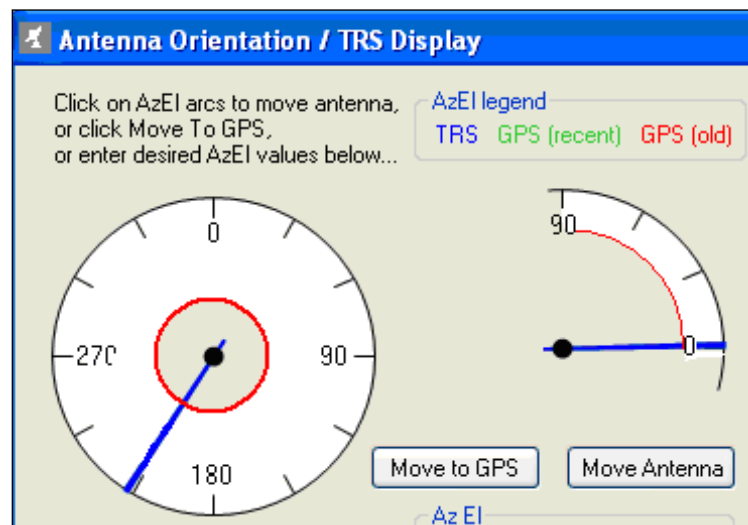 Antenna Orientation / TRS Display
Click on AzEl arcs to move antenna,
or click Move To GPS,
or enter desired AzEl values below...
AzEl legend
TRS GPS (recent) GPS (old)
0
90
270
90
0
180
Move to GPS
Move Antenna
Az El